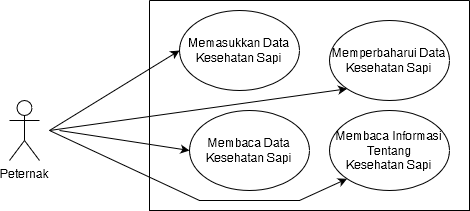 Memasukkan Data
Kesehatan Sapi
Memperbaharui Data
Kesehatan Sapi
Membaca Data
Kesehatan Sapi
Membaca Informasi
Tentang
Kesehatan Sapi
Peternak